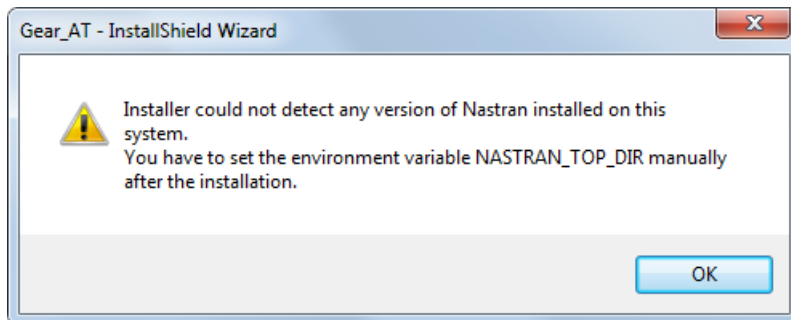 Gear_AT - InstallShield Wizard
Installer could not detect any version of Nastran installed on this
system.
You have to set the environment variable NASTRAN_TOP_DIR manually
after the installation.
OK